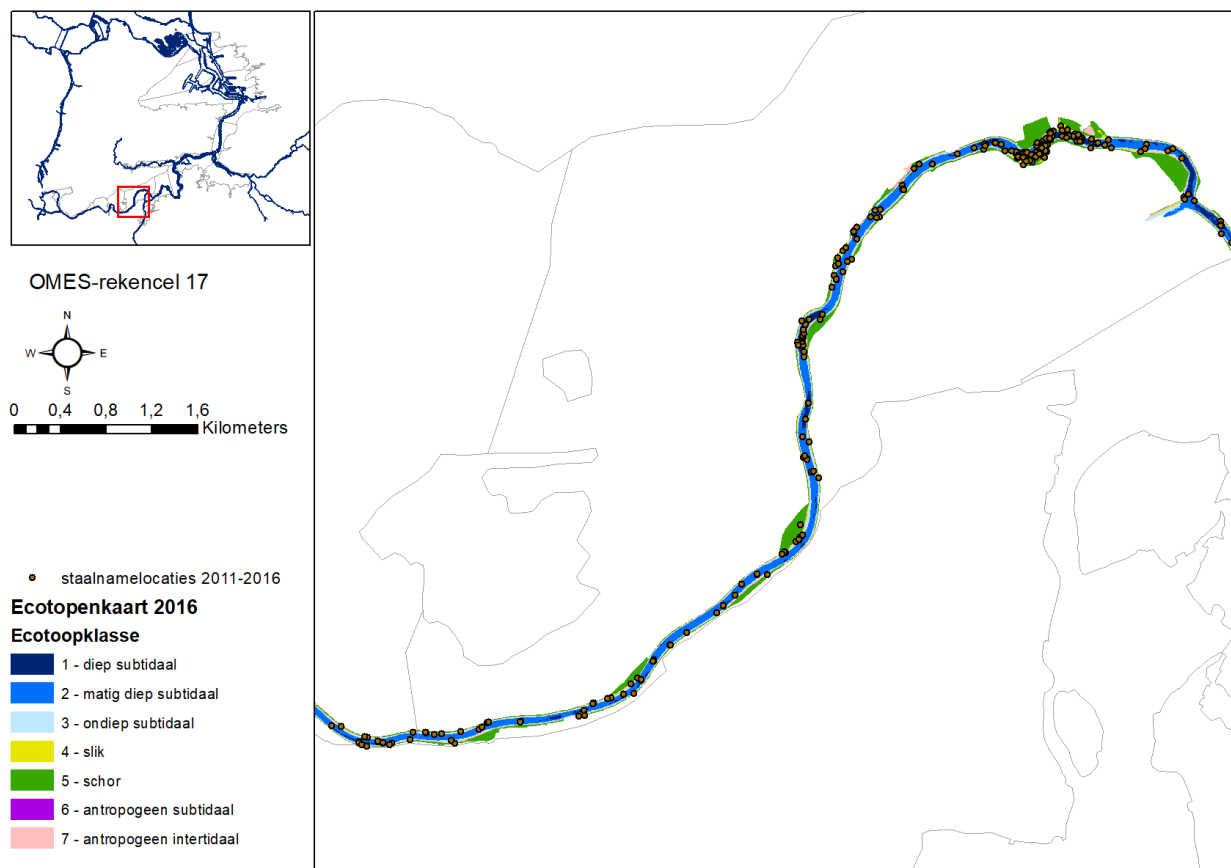 OMES-rekencel 17
N
W E
S
0 0,4 0,8 1,2 1,6
Kilometers
staalnamelocaties 2011-2016
Ecotopenkaart 2016
Ecotoopklasse
1 - diep subtidaal
2 - matig diep subtidaal
3 - ondiep subtidaal
4 - slik
5 - schor
6 - antropogeen subtidaal
7 - antropogeen intertidaal